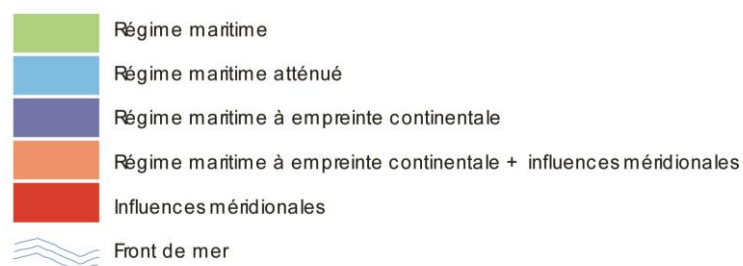 Régime maritime
Régime maritime atténué
Régime maritime à empreinte continentale
Régime maritime à empreinte continentale + influences méridionales
Influences méridionales
Front de mer